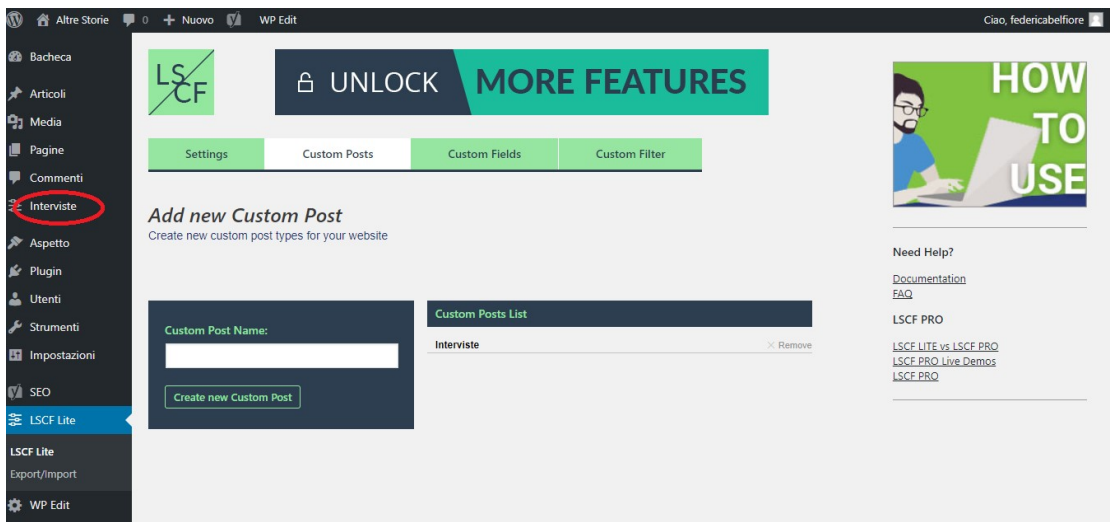 Altre Storie 0 + Nuovo WP Edit Ciao, federicabelfiore
Bacheca
Articoli
Media
Pagine
Commenti
Interviste
Aspetto
Plugin
Utenti
Strumenti
Impostazioni
SEO
LSCF Lite
LSCF Lite
Export/Import
WP Edit
LS
CF
UNLOCK MORE FEATURES
Settings Custom Posts Custom Fields Custom Filter
Add new Custom Post
Create new custom post types for your website
Custom Post Name:
Create new Custom Post
Custom Posts List
Interviste × Remove
HOW
TO
USE
Need Help?
Documentation
FAQ
LSCF PRO
LSCF LITE vs LSCF PRO
LSCF PRO Live Demos
LSCF PRO